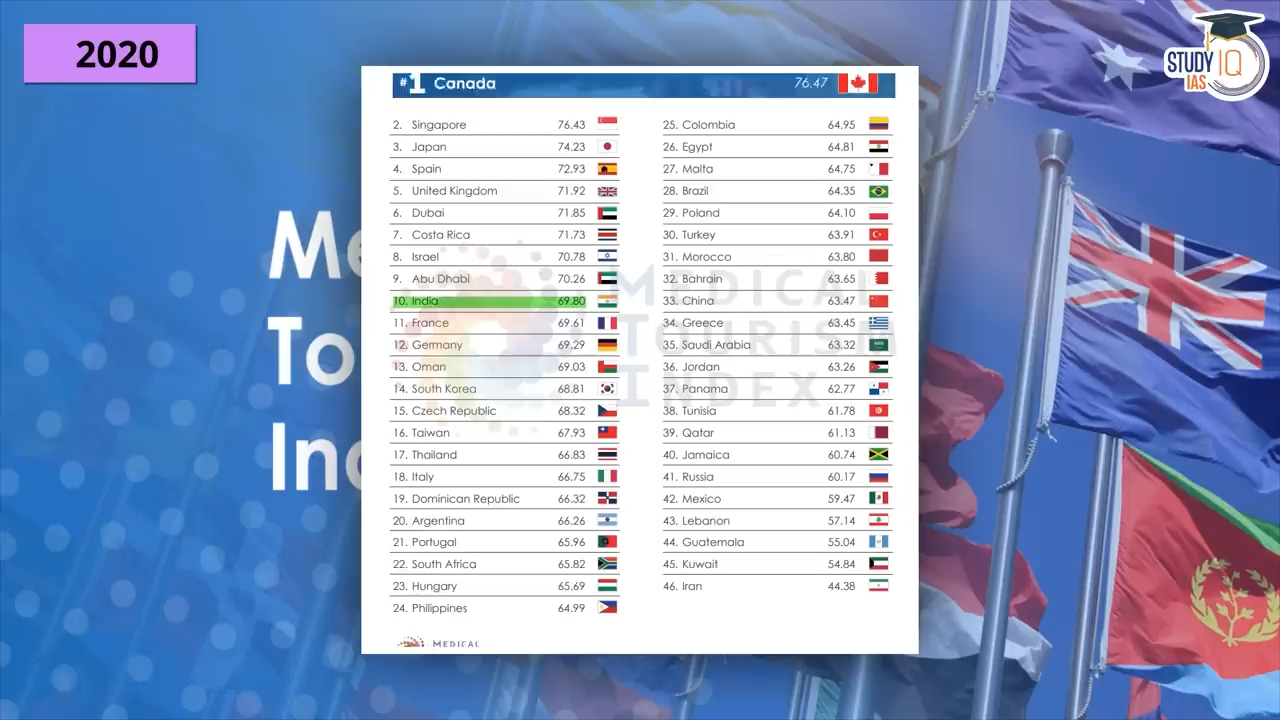 2020
STUDY IQ
IAS
Me
To
Ind
#1 Canada 76.47
2. Singapore 76.43
3. Japan 74.23
4. Spain 72.93
5. United Kingdom 71.92
6. Dubai 71.85
7. Costa Rica 71.73
8. Israel 70.78
9. Abu Dhabi 70.26
10. India 69.80
11. France 69.61
12. Germany 69.29
13. Oman 69.03
14. South Korea 68.81
15. Czech Republic 68.32
16. Taiwan 67.93
17. Thailand 66.83
18. Italy 66.75
19. Dominican Republic 66.32
20. Argentina 66.26
21. Portugal 65.96
22. South Africa 65.82
23. Hungary 65.69
24. Philippines 64.99
25. Colombia 64.95
26. Egypt 64.81
27. Malta 64.75
28. Brazil 64.35
29. Poland 64.10
30. Turkey 63.91
31. Morocco 63.80
32. Bahrain 63.65
33. China 63.47
34. Greece 63.45
35. Saudi Arabia 63.32
36. Jordan 63.26
37. Panama 62.77
38. Tunisia 61.78
39. Qatar 61.13
40. Jamaica 60.74
41. Russia 60.17
42. Mexico 59.47
43. Lebanon 57.14
44. Guatemala 55.04
45. Kuwait 54.84
46. Iran 44.38
MEDICAL
TOURISM
INDEX
MEDICAL